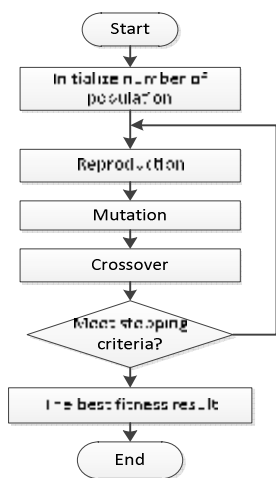 Start
Initialize number of
population
Reproduction
Mutation
Crossover
Meet stopping
criteria?
The best fitness result
End